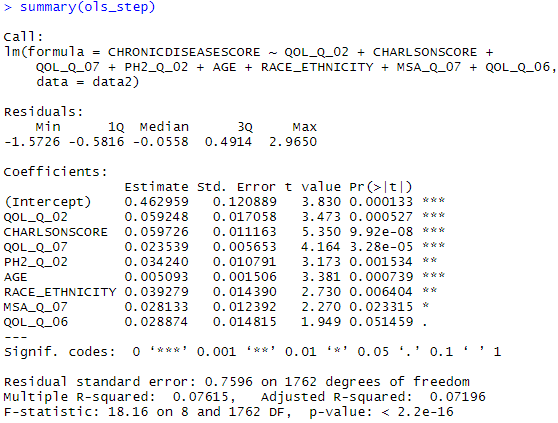 > summary(ols_step)
Call:
lm(formula = CHRONICDISEASESCORE ~ QOL_Q_02 + CHARLSONSCORE +
QOL_Q_07 + PH2_Q_02 + AGE + RACE_ETHNICITY + MSA_Q_07 + QOL_Q_06,
data = data2)
Residuals:
Min 1Q Median 3Q Max
-1.5726 -0.5816 -0.0558 0.4914 2.9650
Coefficients:
Estimate Std. Error t value Pr(>|t|)
(Intercept) 0.462959 0.120889 3.830 0.000133 ***
QOL_Q_02 0.059248 0.017058 3.473 0.000527 ***
CHARLSONSCORE 0.059726 0.011163 5.350 9.92e-08 ***
QOL_Q_07 0.023539 0.005653 4.164 3.28e-05 ***
PH2_Q_02 0.034240 0.010791 3.173 0.001534 **
AGE 0.005093 0.001506 3.381 0.000739 ***
RACE_ETHNICITY 0.039279 0.014390 2.730 0.006404 **
MSA_Q_07 0.028133 0.012392 2.270 0.023315 *
QOL_Q_06 0.028874 0.014815 1.949 0.051459 .
---
Signif. codes: 0 ‘***’ 0.001 ‘**’ 0.01 ‘*’ 0.05 ‘.’ 0.1 ‘ ’ 1
Residual standard error: 0.7596 on 1762 degrees of freedom
Multiple R-squared: 0.07615, Adjusted R-squared: 0.07196
F-statistic: 18.16 on 8 and 1762 DF, p-value: < 2.2e-16